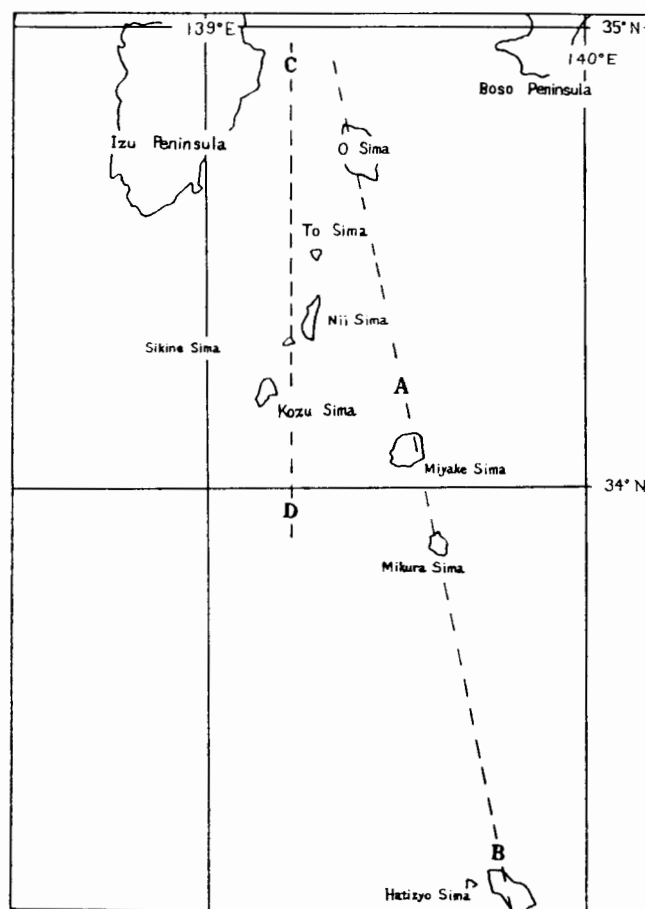 139°E
35°N
C
140°E
Boso Peninsula
Izu Peninsula
O Sima
To Sima
Nii Sima
Sikine Sima
A
Kozu Sima
Miyake Sima
34°N
D
Mikura Sima
B
Hatizyo Sima